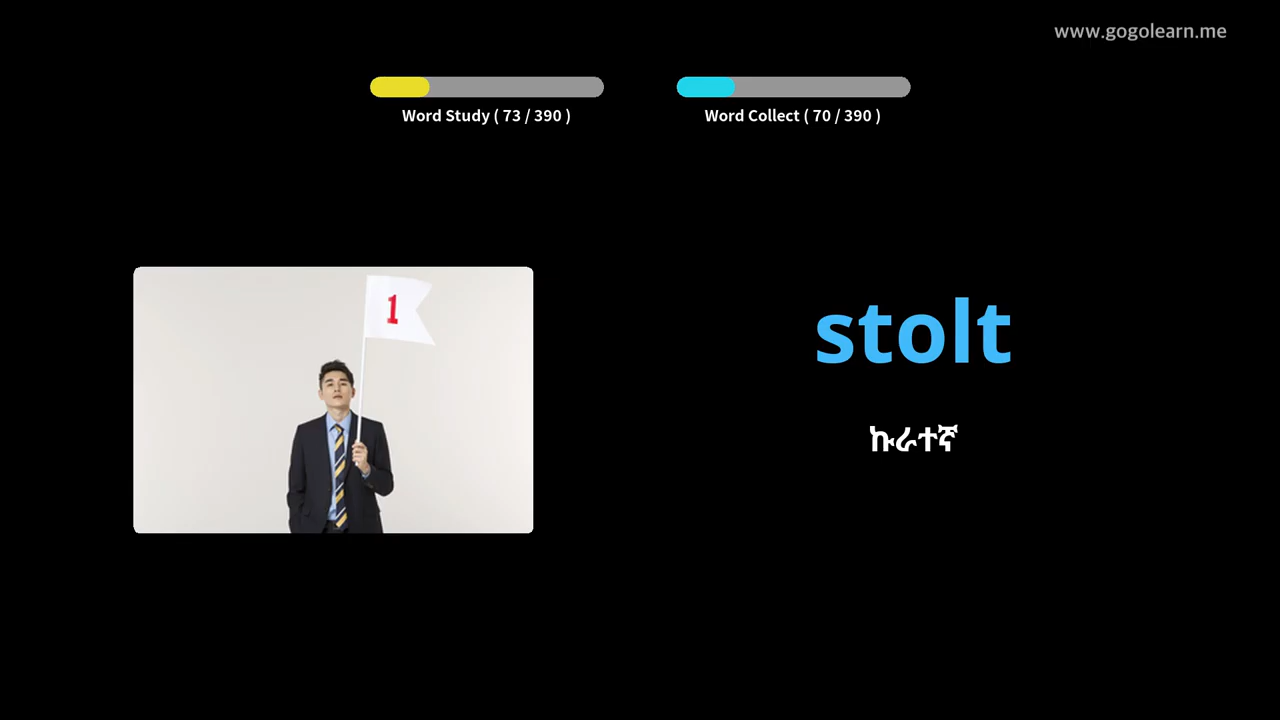 www.gogolearn.me
Word Study ( 73 / 390 )
Word Collect ( 70 / 390 )
1
stolt
ኩራተኛ